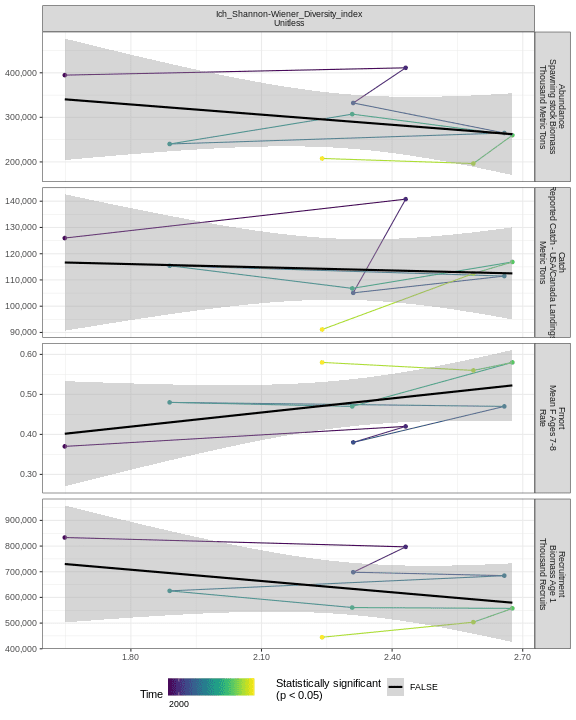 Ich_Shannon-Wiener_Diversity_index
Unitless
400,000
300,000
200,000
Abundance
Spawning stock Biomass
Thousand Metric Tons
140,000
130,000
120,000
110,000
100,000
90,000
Catch
Reported Catch - USA/Canada Landings
Metric Tons
0.60
0.50
0.40
0.30
Fmort
Mean F Ages 7-8
Rate
900,000
800,000
700,000
600,000
500,000
400,000
Recruitment
Biomass Age 1
Thousand Recruits
1.80
2.10
2.40
2.70
Time
2000
Statistically significant
(p < 0.05)
FALSE